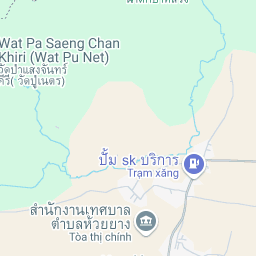 Wat Pa Saeng Chan
Khiri (Wat Pu Net)
วัดป่าแสงจันทร์
คีรี( วัดปู่เนตร)
ปั้ม sk บริการ
Trạm xăng
สำนักงานเทศบาล
ตำบลห้วยยาง
Tòa thị chính